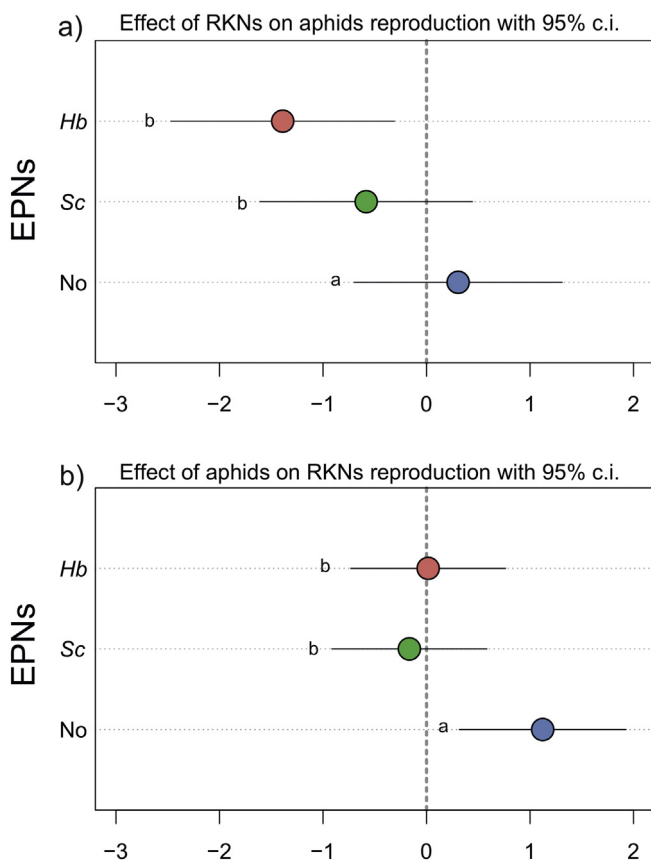 a) Effect of RKNs on aphids reproduction with 95% c.i.
EPNs
Hb
b
Sc
b
No
a
−3 −2 −1 0 1 2
b) Effect of aphids on RKNs reproduction with 95% c.i.
EPNs
Hb
b
Sc
b
No
a
−3 −2 −1 0 1 2